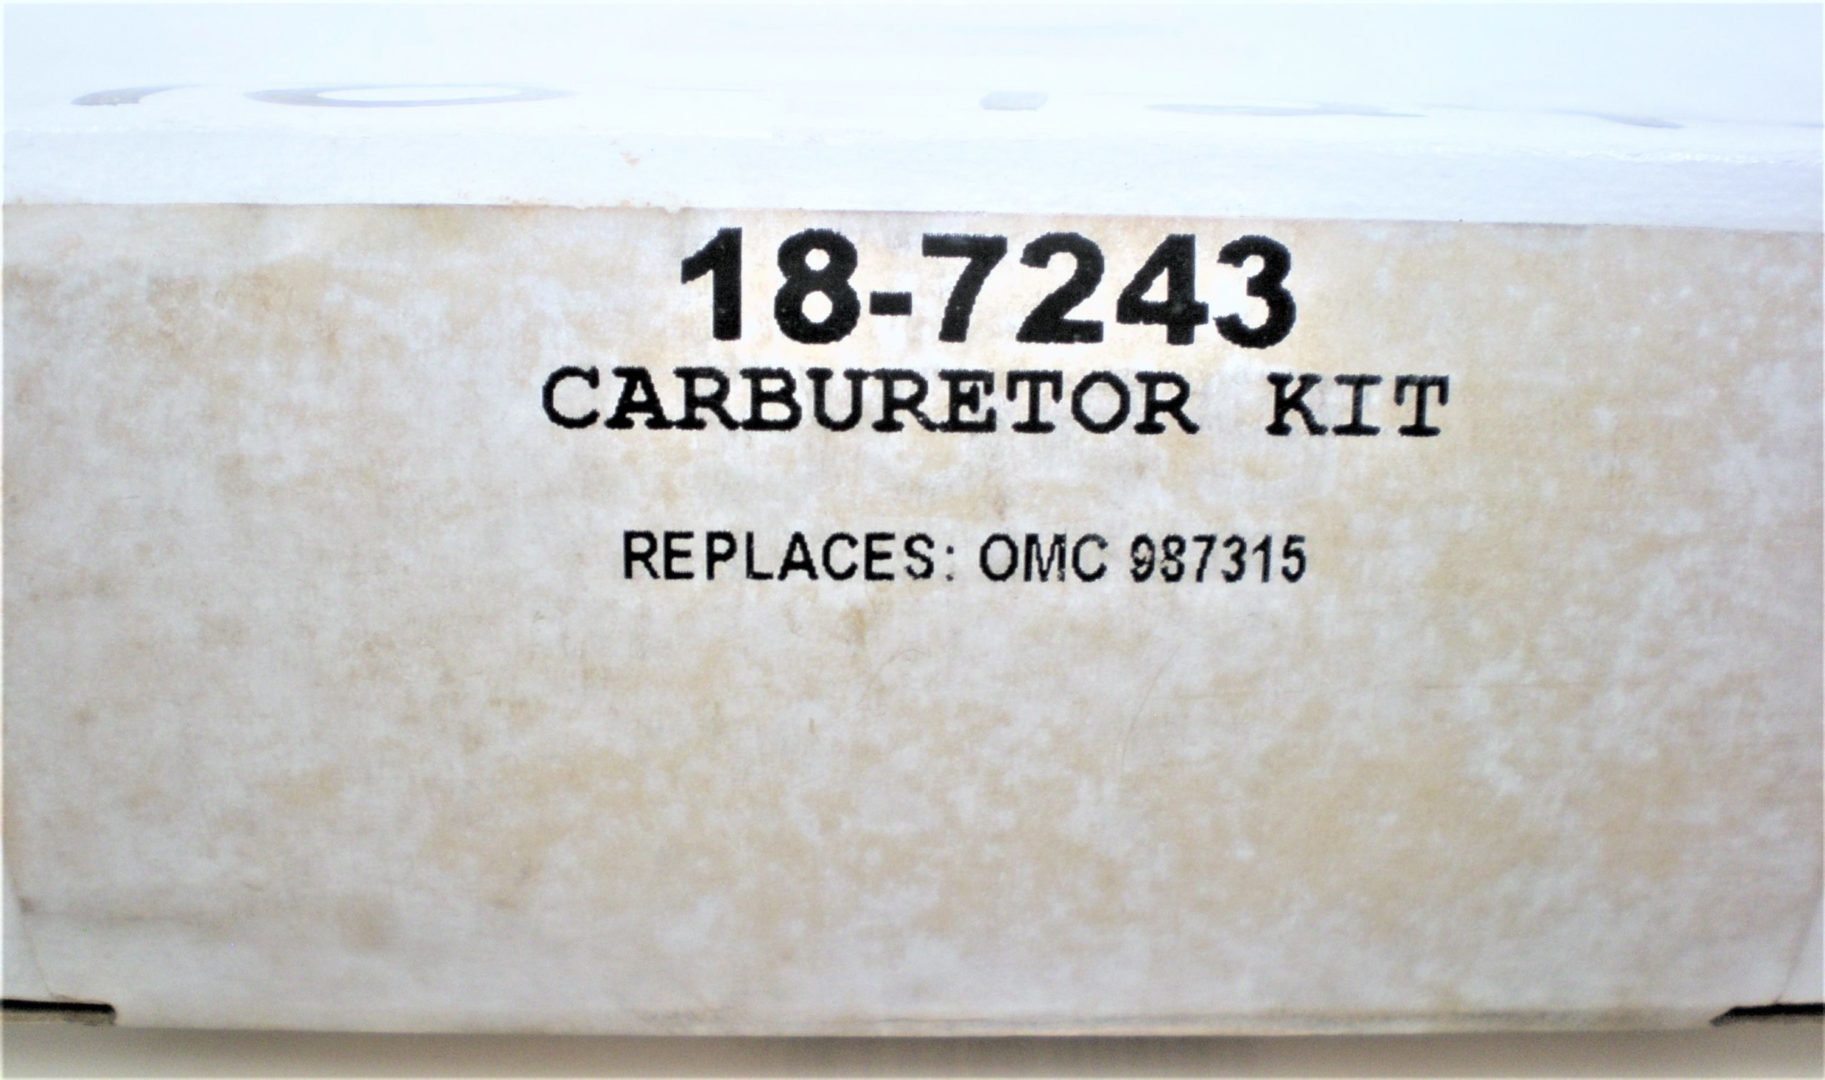 18-7243
CARBURETOR KIT
REPLACES: OMC 987315